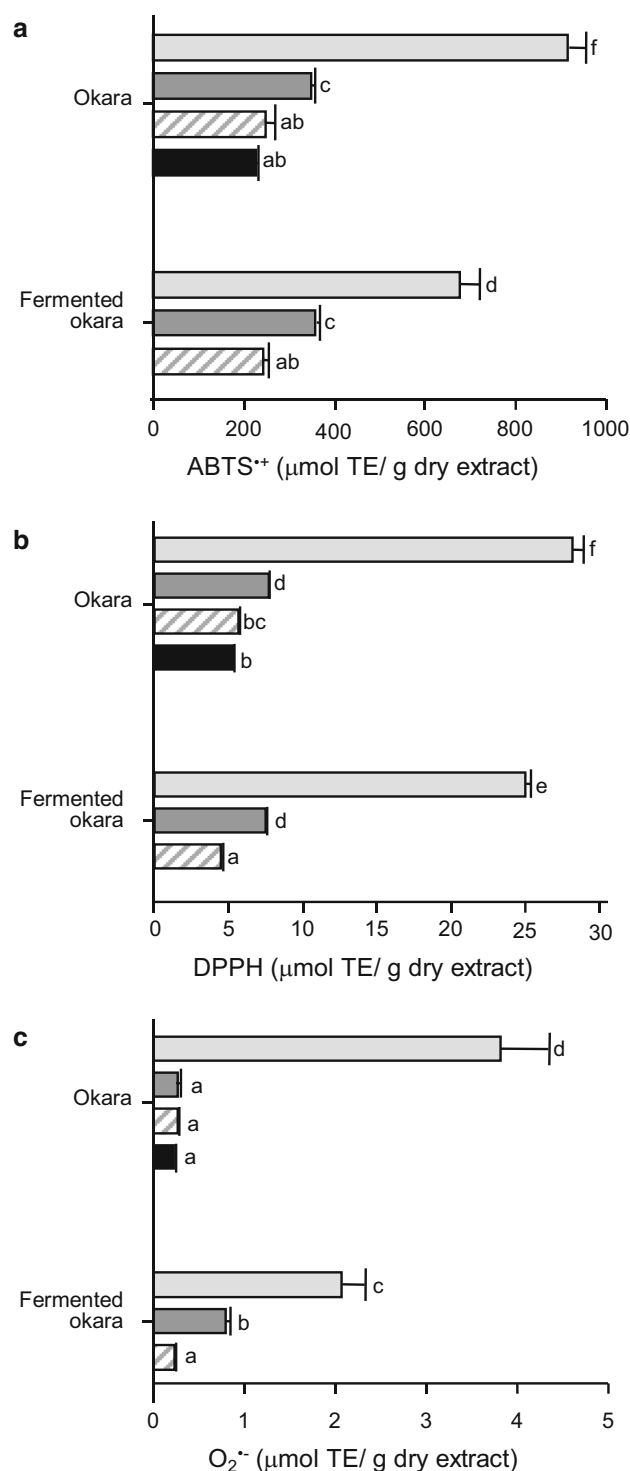 a
f
Okara
c
ab
ab
Fermented
okara
d
c
ab
0 200 400 600 800 1000
ABTS•+ (μmol TE/ g dry extract)
b
f
Okara
d
bc
b
Fermented
okara
e
d
a
0 5 10 15 20 25 30
DPPH (μmol TE/ g dry extract)
c
d
Okara
a
a
a
Fermented
okara
c
b
a
0 1 2 3 4 5
O₂•- (μmol TE/ g dry extract)